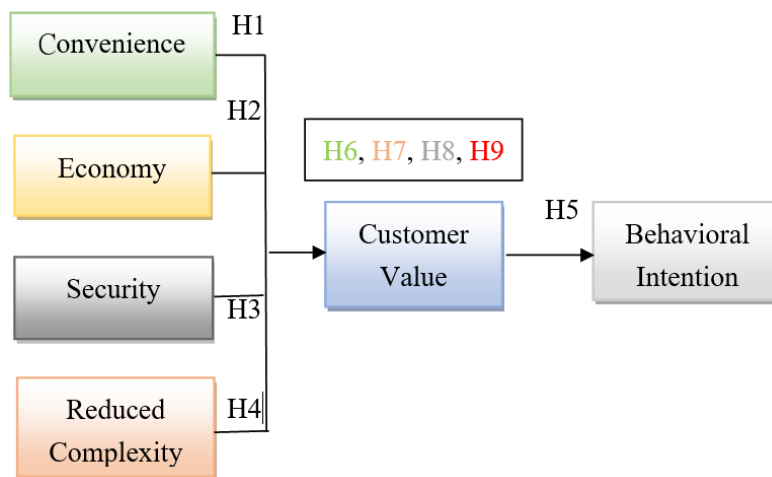 Convenience
H1
H2
Economy
H6, H7, H8, H9
Customer
Value
H5
Behavioral
Intention
Security
H3
Reduced
Complexity
H4